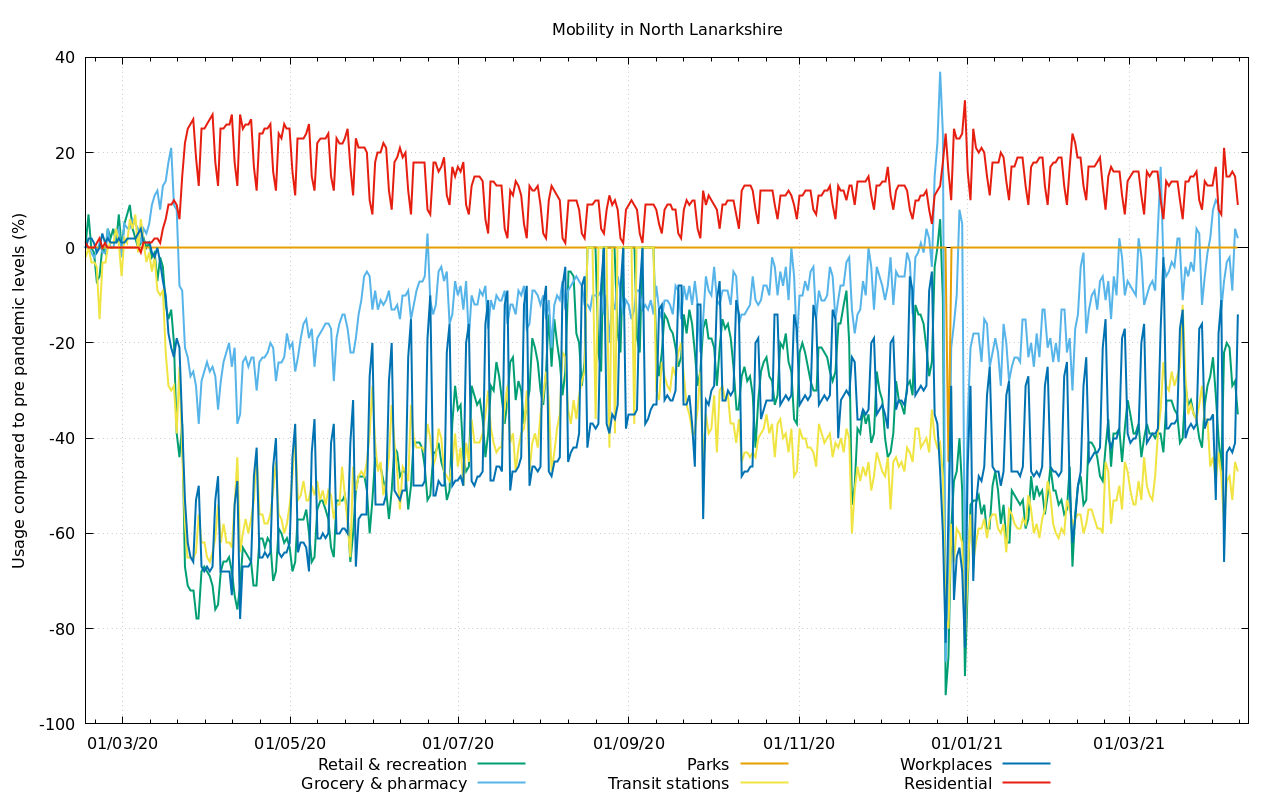 Mobility in North Lanarkshire
Usage compared to pre pandemic levels (%)
40
20
0
-20
-40
-60
-80
-100
01/03/20 01/05/20 01/07/20 01/09/20 01/11/20 01/01/21 01/03/21
Retail & recreation Parks Workplaces
Grocery & pharmacy Transit stations Residential